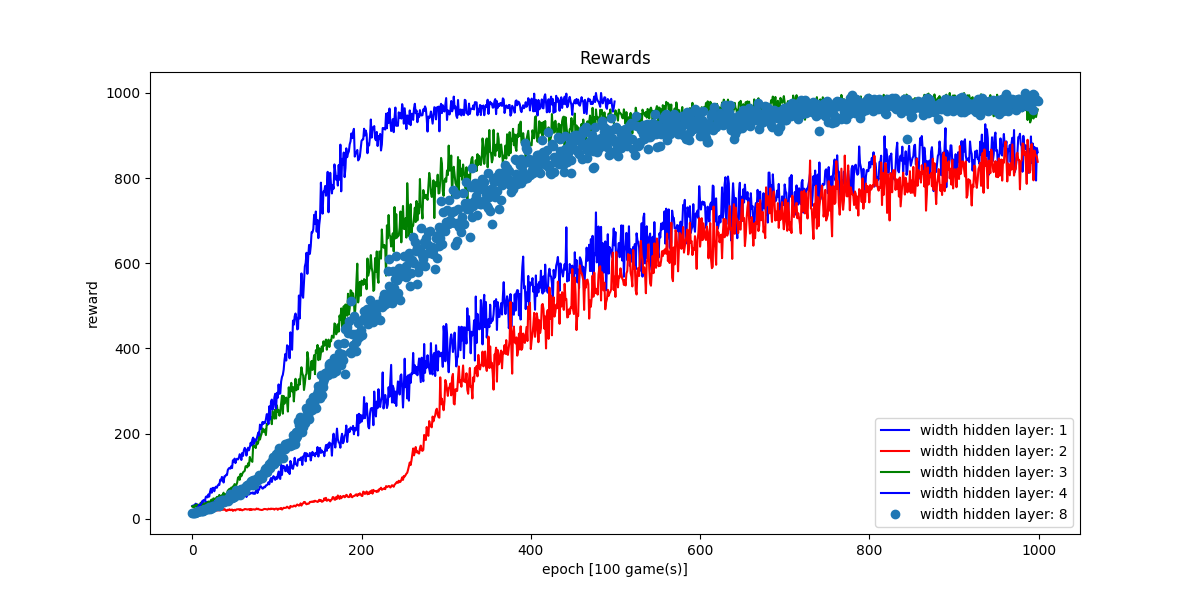 Rewards
reward
1000
800
600
400
200
0
0 200 400 600 800 1000
epoch [100 game(s)]
width hidden layer: 1
width hidden layer: 2
width hidden layer: 3
width hidden layer: 4
width hidden layer: 8